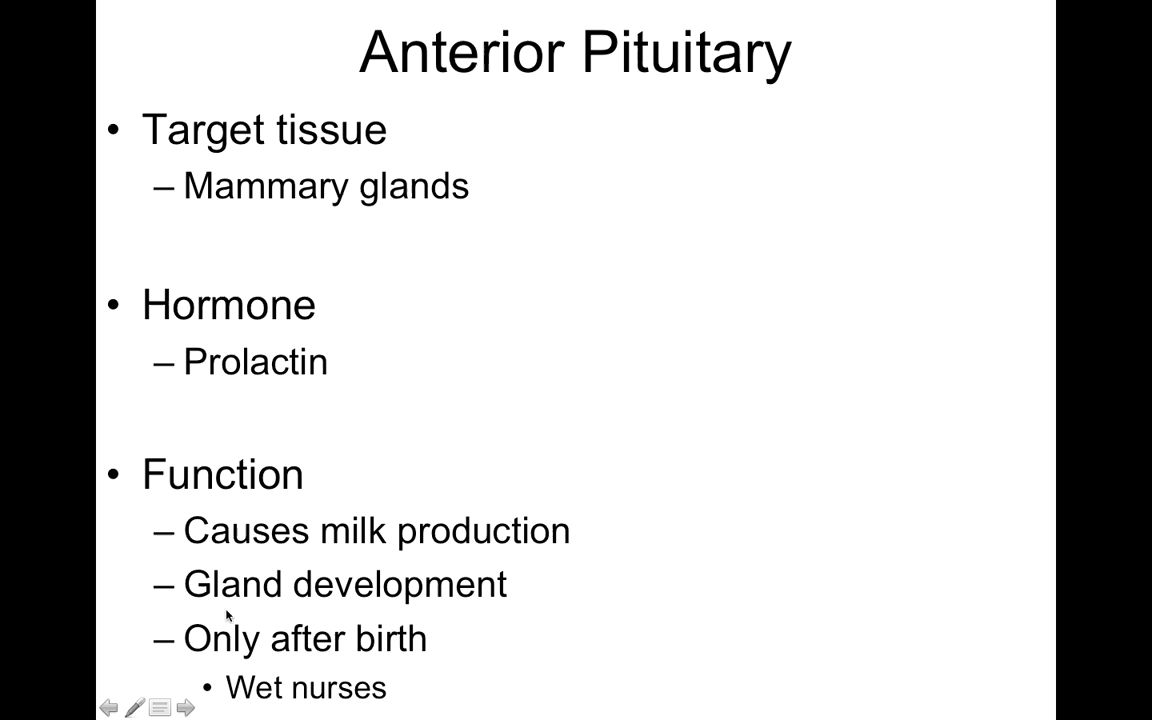 Anterior Pituitary
• Target tissue
– Mammary glands
• Hormone
– Prolactin
• Function
– Causes milk production
– Gland development
– Only after birth
• Wet nurses